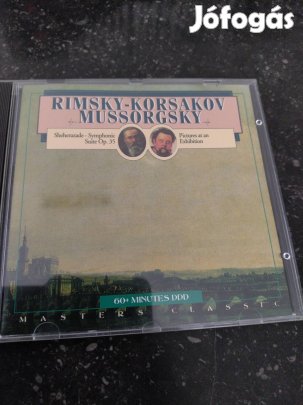 Jófogás
RIMSKY-KORSAKOV
MUSSORGSKY
Sheherazade - Symphonic
Suite Op. 35
Pictures at an
Exhibition
60+ MINUTES DDD
MASTERS CLASSIC